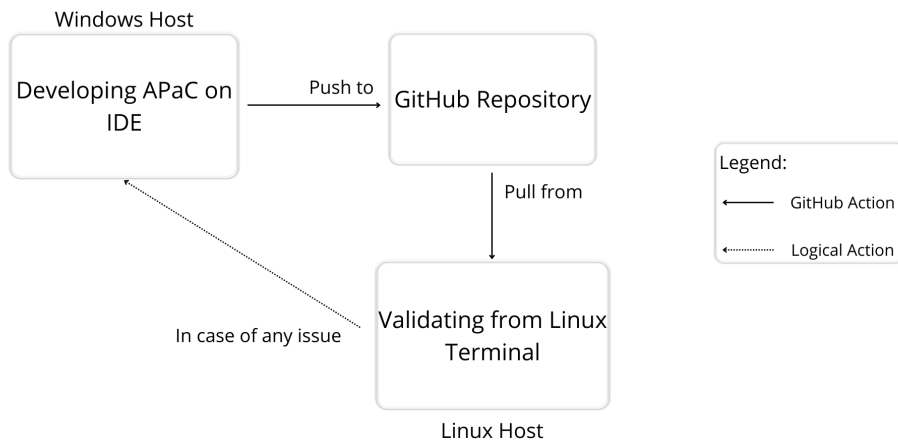 Windows Host
Developing APaC on
IDE
Push to
GitHub Repository
Pull from
Legend:
GitHub Action
Logical Action
Validating from Linux
Terminal
In case of any issue
Linux Host